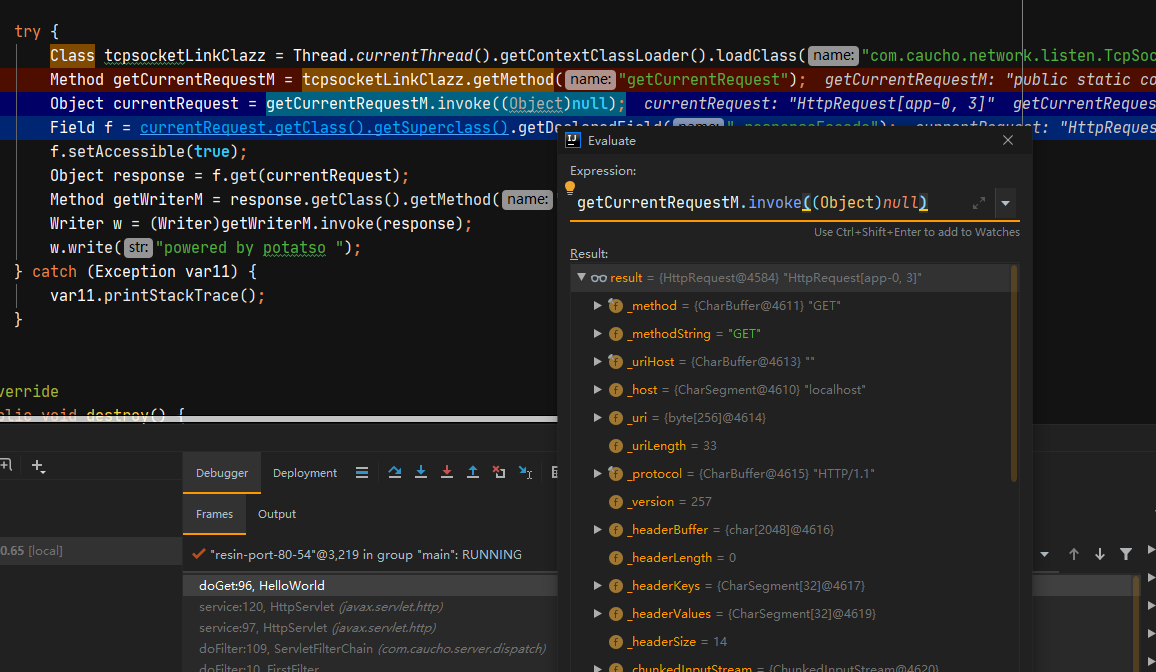 try {
Class tcpsocketLinkClazz = Thread.currentThread().getContextClassLoader().loadClass( name: "com.caucho.network.listen.TcpSoc
Method getCurrentRequestM = tcpsocketLinkClazz.getMethod( name: "getCurrentRequest"); getCurrentRequestM: "public static co
Object currentRequest = getCurrentRequestM.invoke((Object)null); currentRequest: "HttpRequest[app-0, 3]" getCurrentReques
Field f = currentRequest.getClass().getSuperclass().getDeclaredField( name: "_responseFacade"); currentRequest: "HttpReques
f.setAccessible(true);
Object response = f.get(currentRequest);
Method getWriterM = response.getClass().getMethod( name:
Writer w = (Writer)getWriterM.invoke(response);
w.write( str: "powered by potatso ");
} catch (Exception var11) {
var11.printStackTrace();
}
verride
blic void destroy() {
Evaluate
Expression:
getCurrentRequestM.invoke((Object)null)
Use Ctrl+Shift+Enter to add to Watches
Result:
result = {HttpRequest@4584} "HttpRequest[app-0, 3]"
_method = {CharBuffer@4611} "GET"
_methodString = "GET"
_uriHost = {CharBuffer@4613} ""
_host = {CharSegment@4610} "localhost"
_uri = {byte[256]@4614}
_uriLength = 33
_protocol = {CharBuffer@4615} "HTTP/1.1"
_version = 257
_headerBuffer = {char[2048]@4616}
_headerLength = 0
_headerKeys = {CharSegment[32]@4617}
_headerValues = {CharSegment[32]@4619}
_headerSize = 14
_chunkedInputStream = {ChunkedInputStream@4620}
Debugger Deployment
Frames Output
0.65 [local]
"resin-port-80-54"@3,219 in group "main": RUNNING
doGet:96, HelloWorld
service:120, HttpServlet (javax.servlet.http)
service:97, HttpServlet (javax.servlet.http)
doFilter:109, ServletFilterChain (com.caucho.server.dispatch)
doFilter:10, FirstFilter